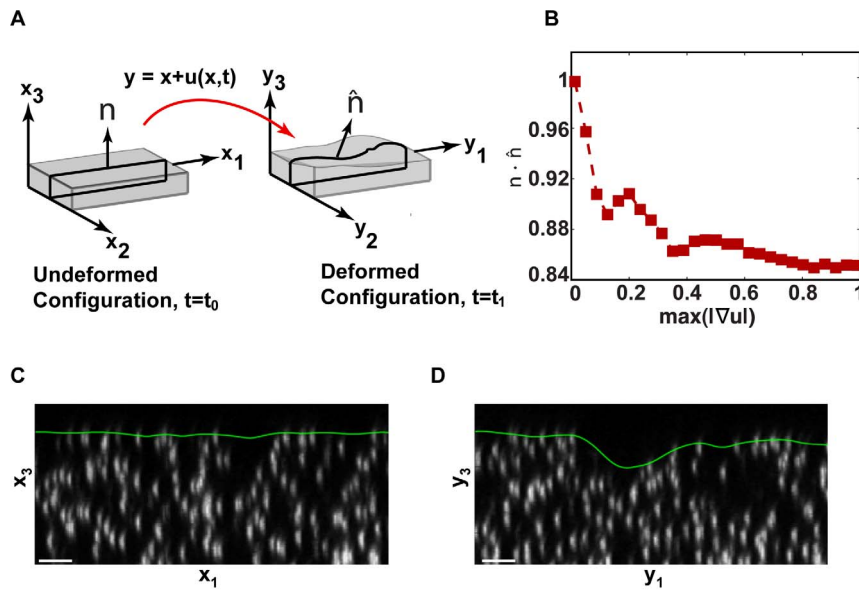 A
x3
n
y = x+u(x,t)
x1
x2
Undeformed
Configuration, t=t0
y3
n̂
y1
y2
Deformed
Configuration, t=t1
B
n · n̂
1
0.96
0.92
0.88
0.84
0 0.2 0.4 0.6 0.8 1
max(|∇u|)
C
x3
x1
D
y3
y1